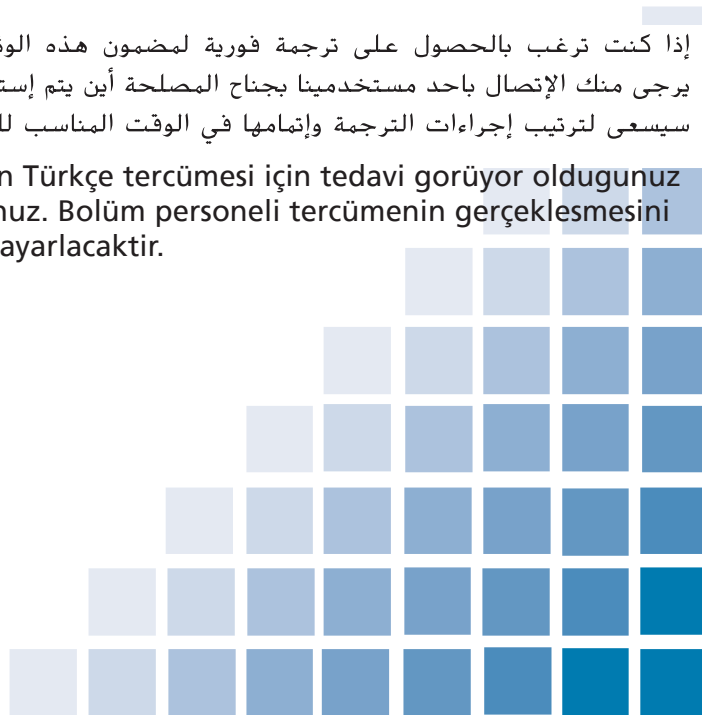 إذا كنت ترغب بالحصول على ترجمة فورية لمضمون هذه
يرجى منك الإتصال باحد مستخدمينا بجناح المصلحة أين يتم
سيسعى لترتيب إجراءات الترجمة وإتمامها في الوقت المناسب
n Türkçe tercümesi için tedavi gorüyor oldugunuz
nuz. Bolüm personeli tercümenin gerçeklesmesini
ayarlacaktir.